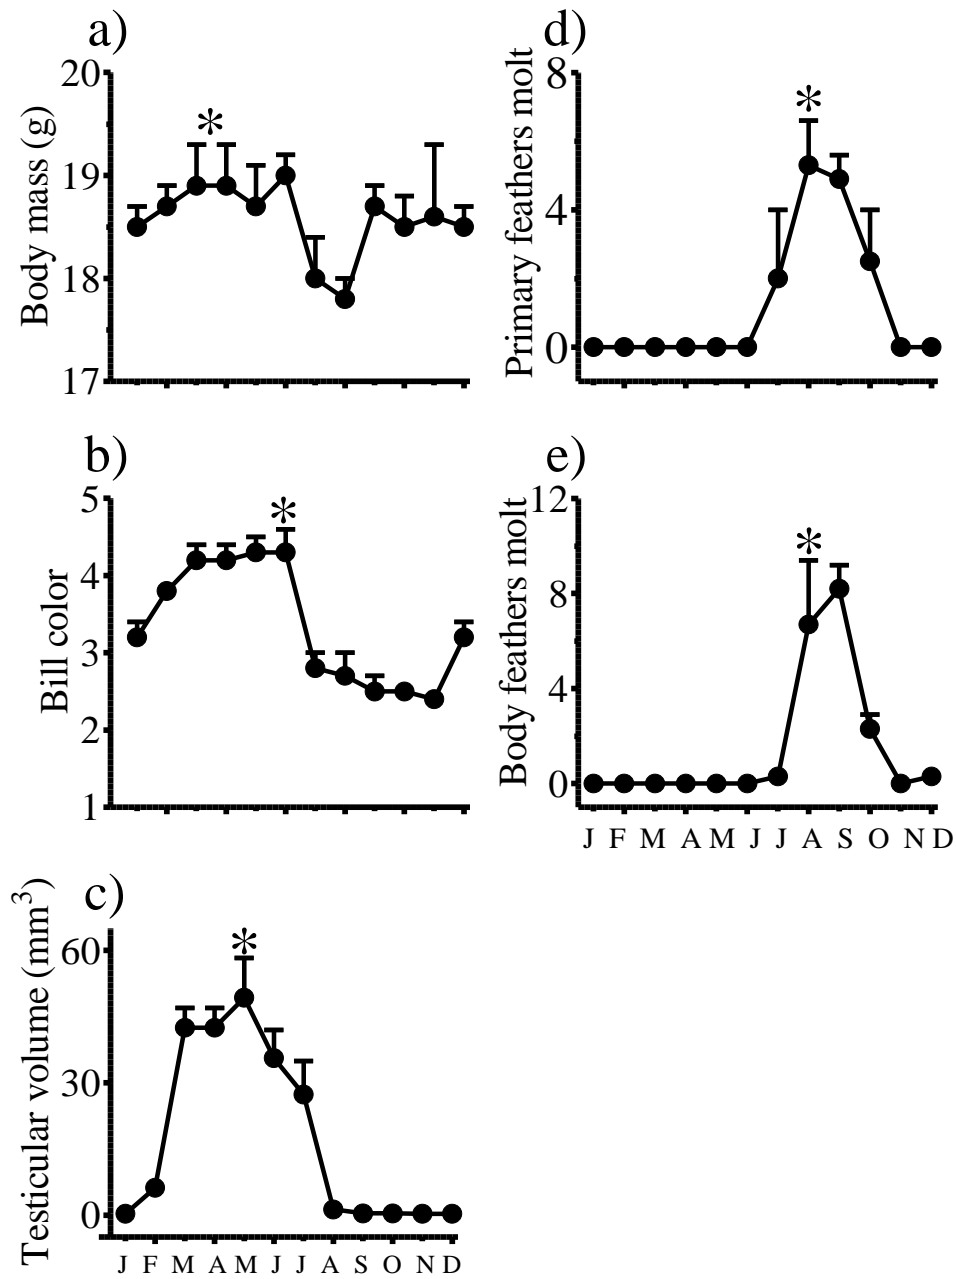 a)
Body mass (g)
20
19
18
17
*
b)
Bill color
5
4
3
2
1
*
c)
Testicular volume (mm³)
60
30
0
*
J F M A M J J A S O N D
d)
Primary feathers molt
8
4
0
*
e)
Body feathers molt
12
8
4
0
*
J F M A M J J A S O N D